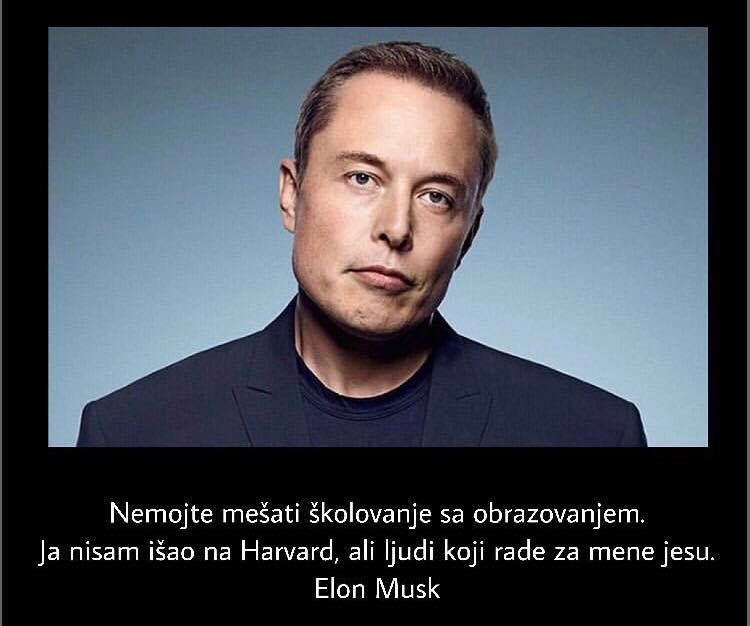 Nemojte mešati školovanje sa obrazovanjem.
Ja nisam išao na Harvard, ali ljudi koji rade za mene jesu.
Elon Musk